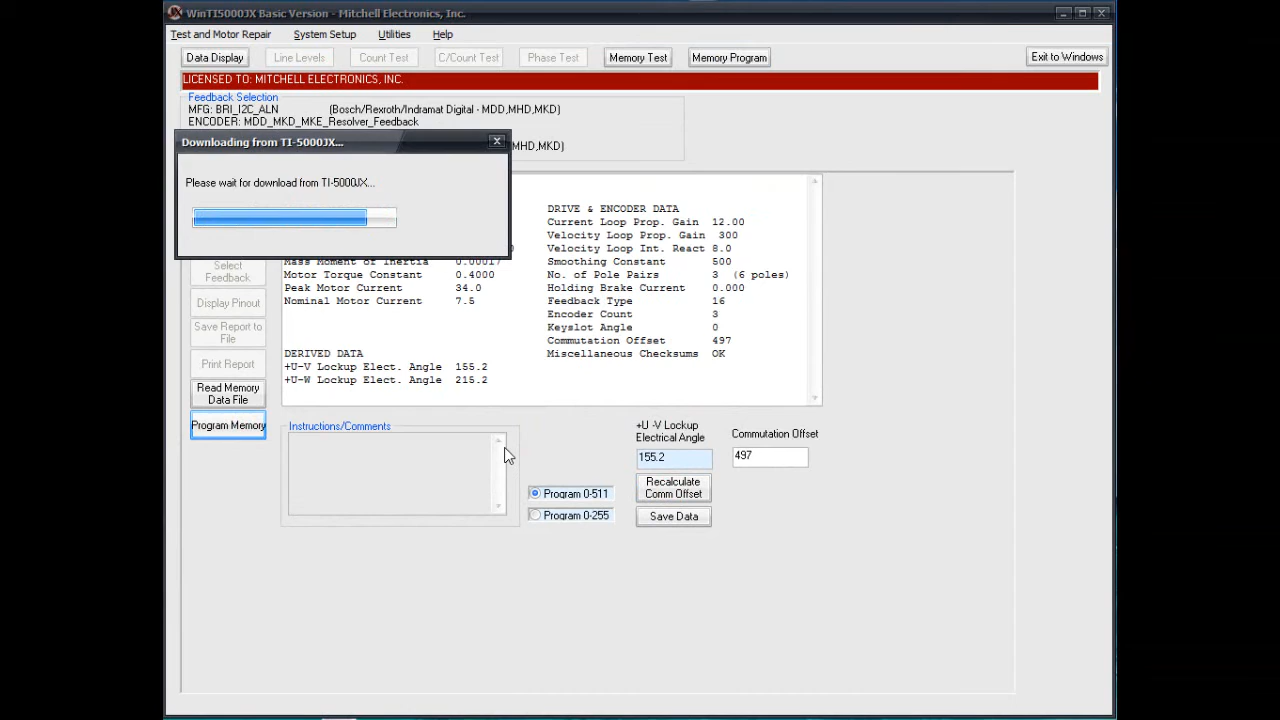 WinTI5000JX Basic Version - Mitchell Electronics, Inc.
Test and Motor Repair System Setup Utilities Help
Data Display Line Levels Count Test C/Count Test Phase Test Memory Test Memory Program Exit to Windows
LICENSED TO: MITCHELL ELECTRONICS, INC.
Feedback Selection
MFG: BRI_I2C_ALN (Bosch/Rexroth/Indramat Digital - MDD,MHD,MKD)
ENCODER: MDD_MKD_MKE_Resolver_Feedback
MHD,MKD)
Downloading from TI-5000JX...
Please wait for download from TI-5000JX...
Select
Feedback
Display Pinout
Save Report to
File
Print Report
Read Memory
Data File
Program Memory
Mass Moment of Inertia 0.00017
Motor Torque Constant 0.4000
Peak Motor Current 34.0
Nominal Motor Current 7.5
DERIVED DATA
+U-V Lockup Elect. Angle 155.2
+U-W Lockup Elect. Angle 215.2
DRIVE & ENCODER DATA
Current Loop Prop. Gain 12.00
Velocity Loop Prop. Gain 300
Velocity Loop Int. React 8.0
Smoothing Constant 500
No. of Pole Pairs 3 (6 poles)
Holding Brake Current 0.000
Feedback Type 16
Encoder Count 3
Keyslot Angle 0
Commutation Offset 497
Miscellaneous Checksums OK
Instructions/Comments
Program 0-511
Program 0-255
+U -V Lockup
Electrical Angle
155.2
Recalculate
Comm Offset
Save Data
Commutation Offset
497